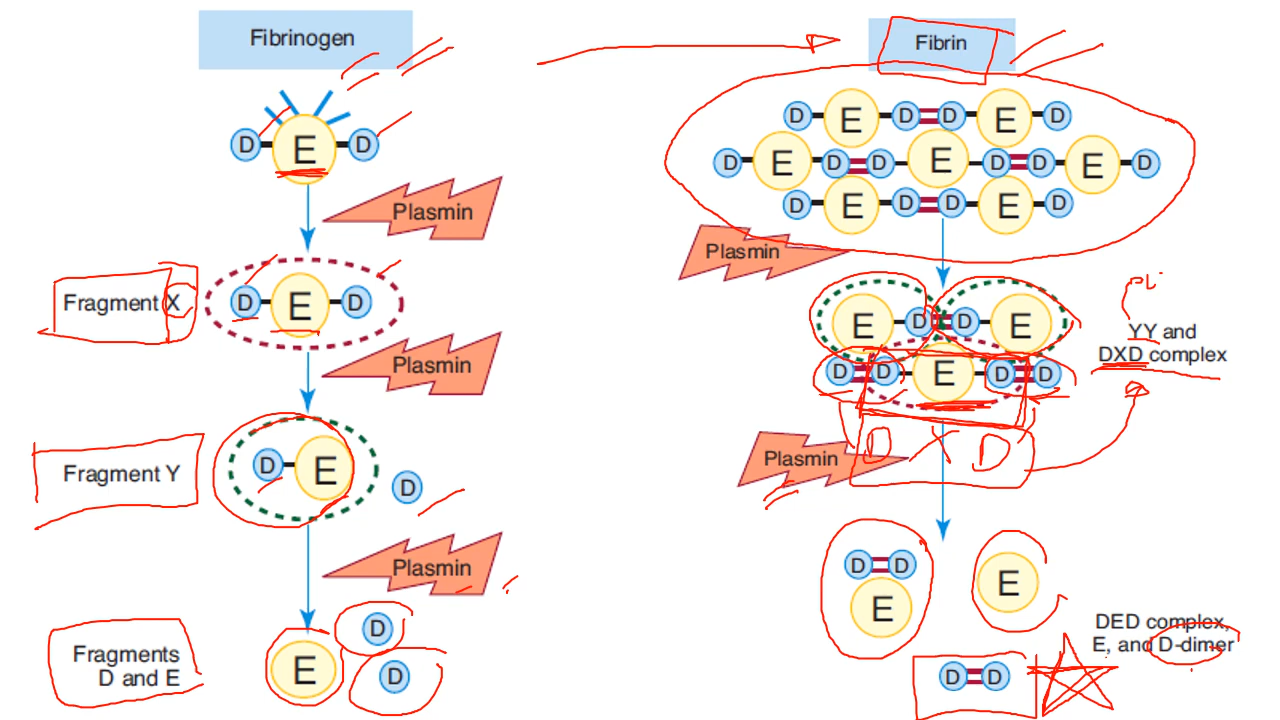 Fibrinogen
Fibrin
D E D
D E D D E D
D E D D E D D E D
D E D D E D
Plasmin
Plasmin
Fragment X
D E D
E D D E
YY and
DXD complex
D D E D D
Plasmin
D X D
Plasmin
Fragment Y
D E
D
Plasmin
D D
E
E
Fragments
D and E
E
D
D
DED complex,
E, and D-dimer
D D